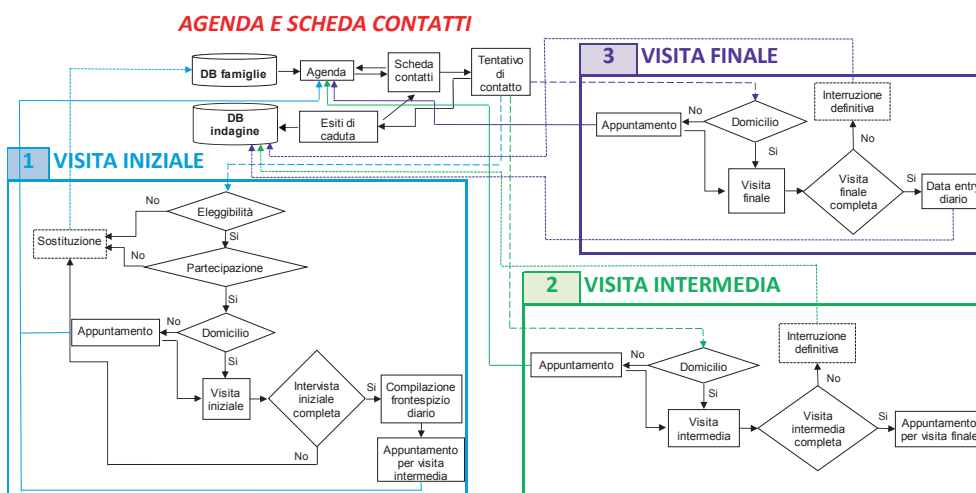 AGENDA E SCHEDA CONTATTI
DB famiglie
Agenda
Scheda
contatti
Tentativo
di
contatto
DB
indagine
Esiti di
caduta
3 VISITA FINALE
Interruzione
definitiva
No
Appuntamento
Domicilio
No
Si
Visita
finale
Visita
finale
completa
Si
Data entry
diario
1 VISITA INIZIALE
Eleggibilità
No
Si
Sostituzione
No
Partecipazione
Si
Appuntamento
No
Domicilio
Si
Visita
iniziale
Intervista
iniziale
completa
Si
Compilazione
frontespizio
diario
No
Appuntamento
per visita
intermedia
2 VISITA INTERMEDIA
Interruzione
definitiva
Appuntamento
No
Domicilio
No
Si
Visita
intermedia
Visita
intermedia
completa
Si
Appuntamento
per visita finale